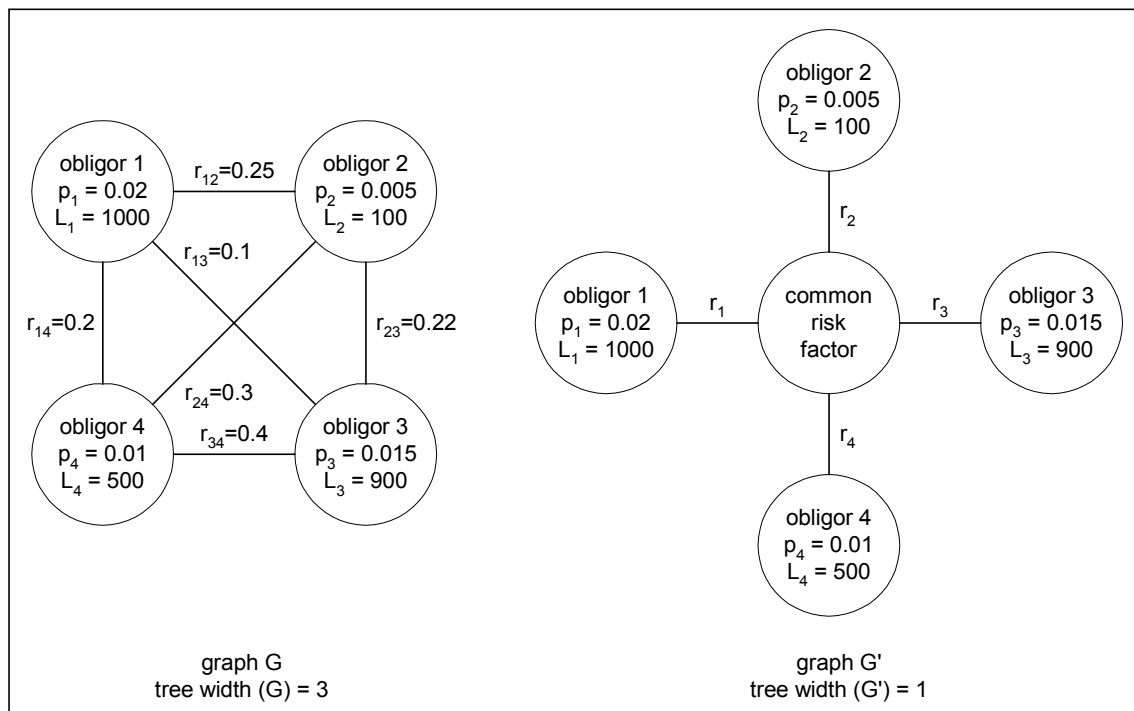 obligor 1
p₁ = 0.02
L₁ = 1000
r₁₂=0.25
obligor 2
p₂ = 0.005
L₂ = 100
r₁₃=0.1
r₁₄=0.2
r₂₃=0.22
r₂₄=0.3
obligor 4
p₄ = 0.01
L₄ = 500
r₃₄=0.4
obligor 3
p₃ = 0.015
L₃ = 900
graph G
tree width (G) = 3
obligor 2
p₂ = 0.005
L₂ = 100
r₂
obligor 1
p₁ = 0.02
L₁ = 1000
r₁
common
risk
factor
r₃
obligor 3
p₃ = 0.015
L₃ = 900
r₄
obligor 4
p₄ = 0.01
L₄ = 500
graph G'
tree width (G') = 1